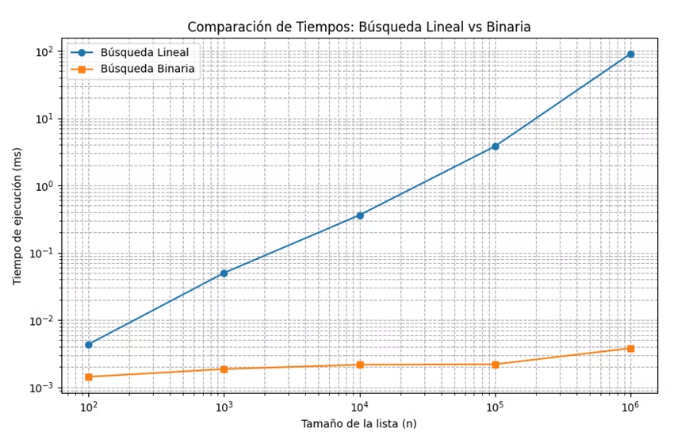 Comparación de Tiempos: Búsqueda Lineal vs Binaria
Búsqueda Lineal
Búsqueda Binaria
10²
10¹
10⁰
10⁻¹
10⁻²
10⁻³
Tiempo de ejecución (ms)
10² 10³ 10⁴ 10⁵ 10⁶
Tamaño de la lista (n)